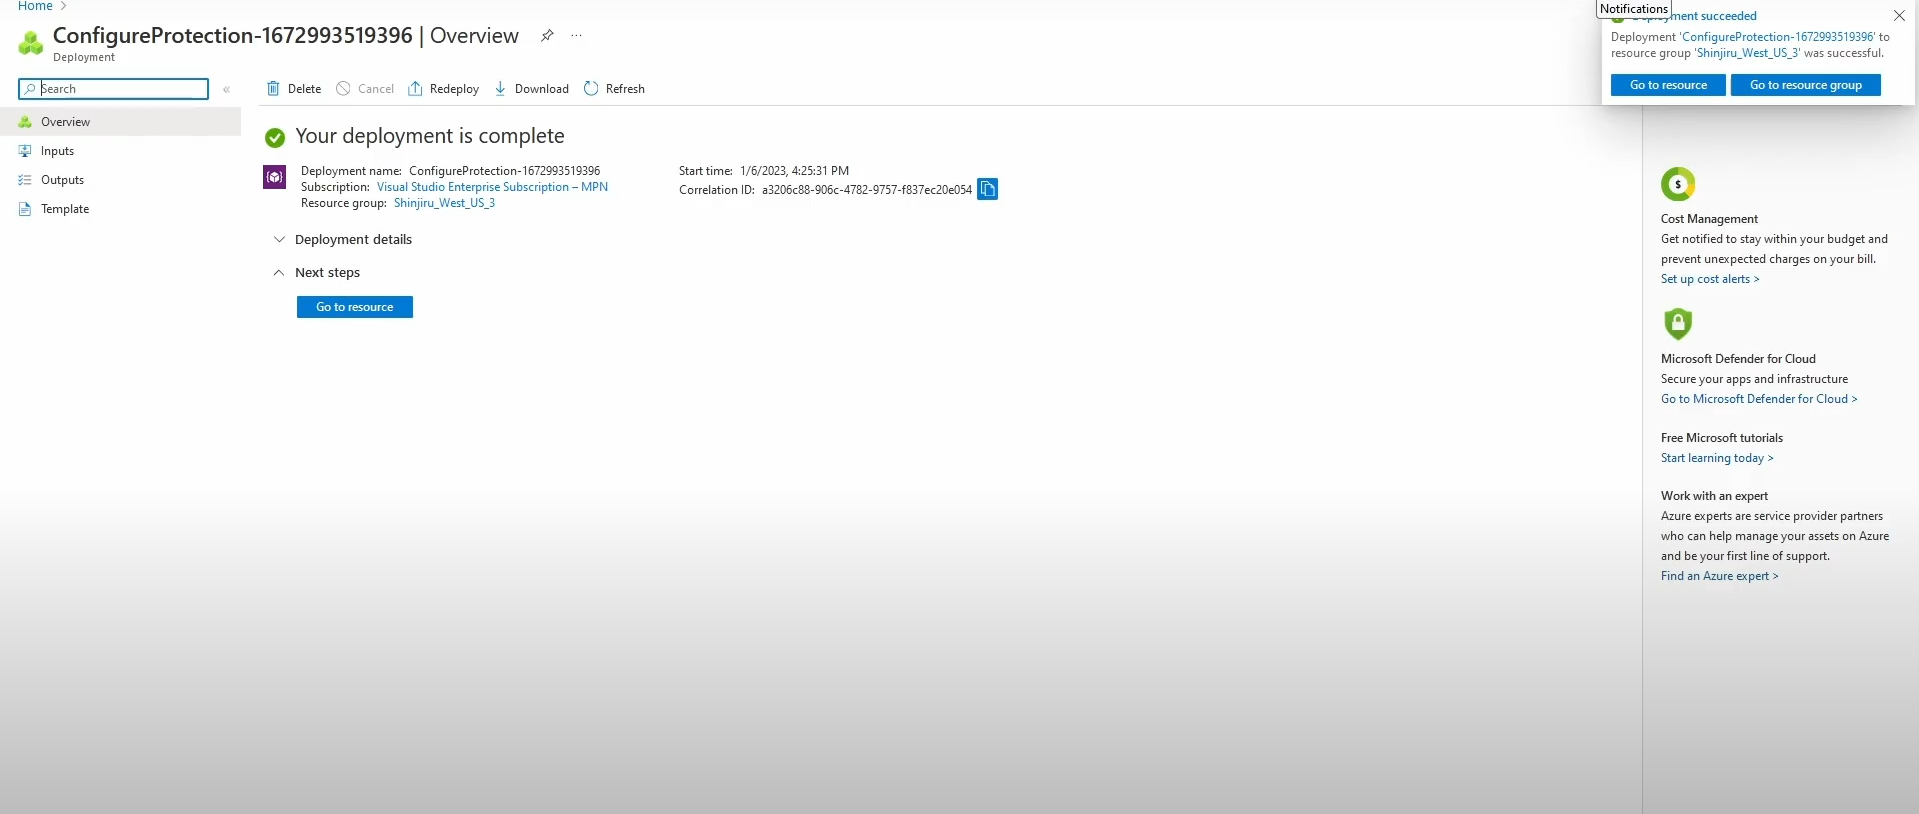 Home
ConfigureProtection-1672993519396 | Overview
Deployment
Search
Overview
Inputs
Outputs
Template
Delete
Cancel
Redeploy
Download
Refresh
Your deployment is complete
Deployment name: ConfigureProtection-1672993519396
Subscription: Visual Studio Enterprise Subscription – MPN
Resource group: Shinjiru_West_US_3
Start time: 1/6/2023, 4:25:31 PM
Correlation ID: a3206c88-906c-4782-9757-f837ec20e054
Deployment details
Next steps
Go to resource
Notifications
ment succeeded
Deployment 'ConfigureProtection-1672993519396' to
resource group 'Shinjiru_West_US_3' was successful.
Go to resource
Go to resource group
$
Cost Management
Get notified to stay within your budget and
prevent unexpected charges on your bill.
Set up cost alerts >
Microsoft Defender for Cloud
Secure your apps and infrastructure
Go to Microsoft Defender for Cloud >
Free Microsoft tutorials
Start learning today >
Work with an expert
Azure experts are service provider partners
who can help manage your assets on Azure
and be your first line of support.
Find an Azure expert >